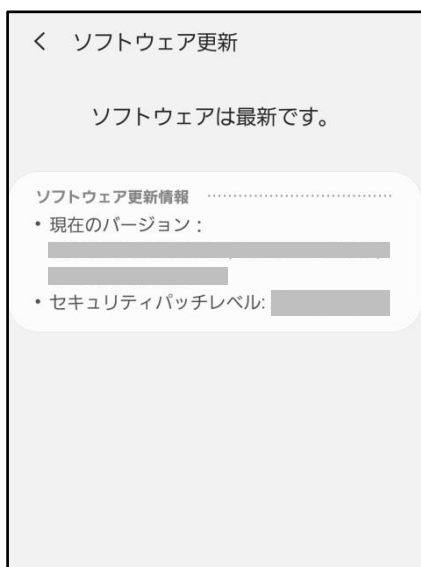 ソフトウェア更新
ソフトウェアは最新です。
ソフトウェア更新情報
• 現在のバージョン :
• セキュリティパッチレベル: